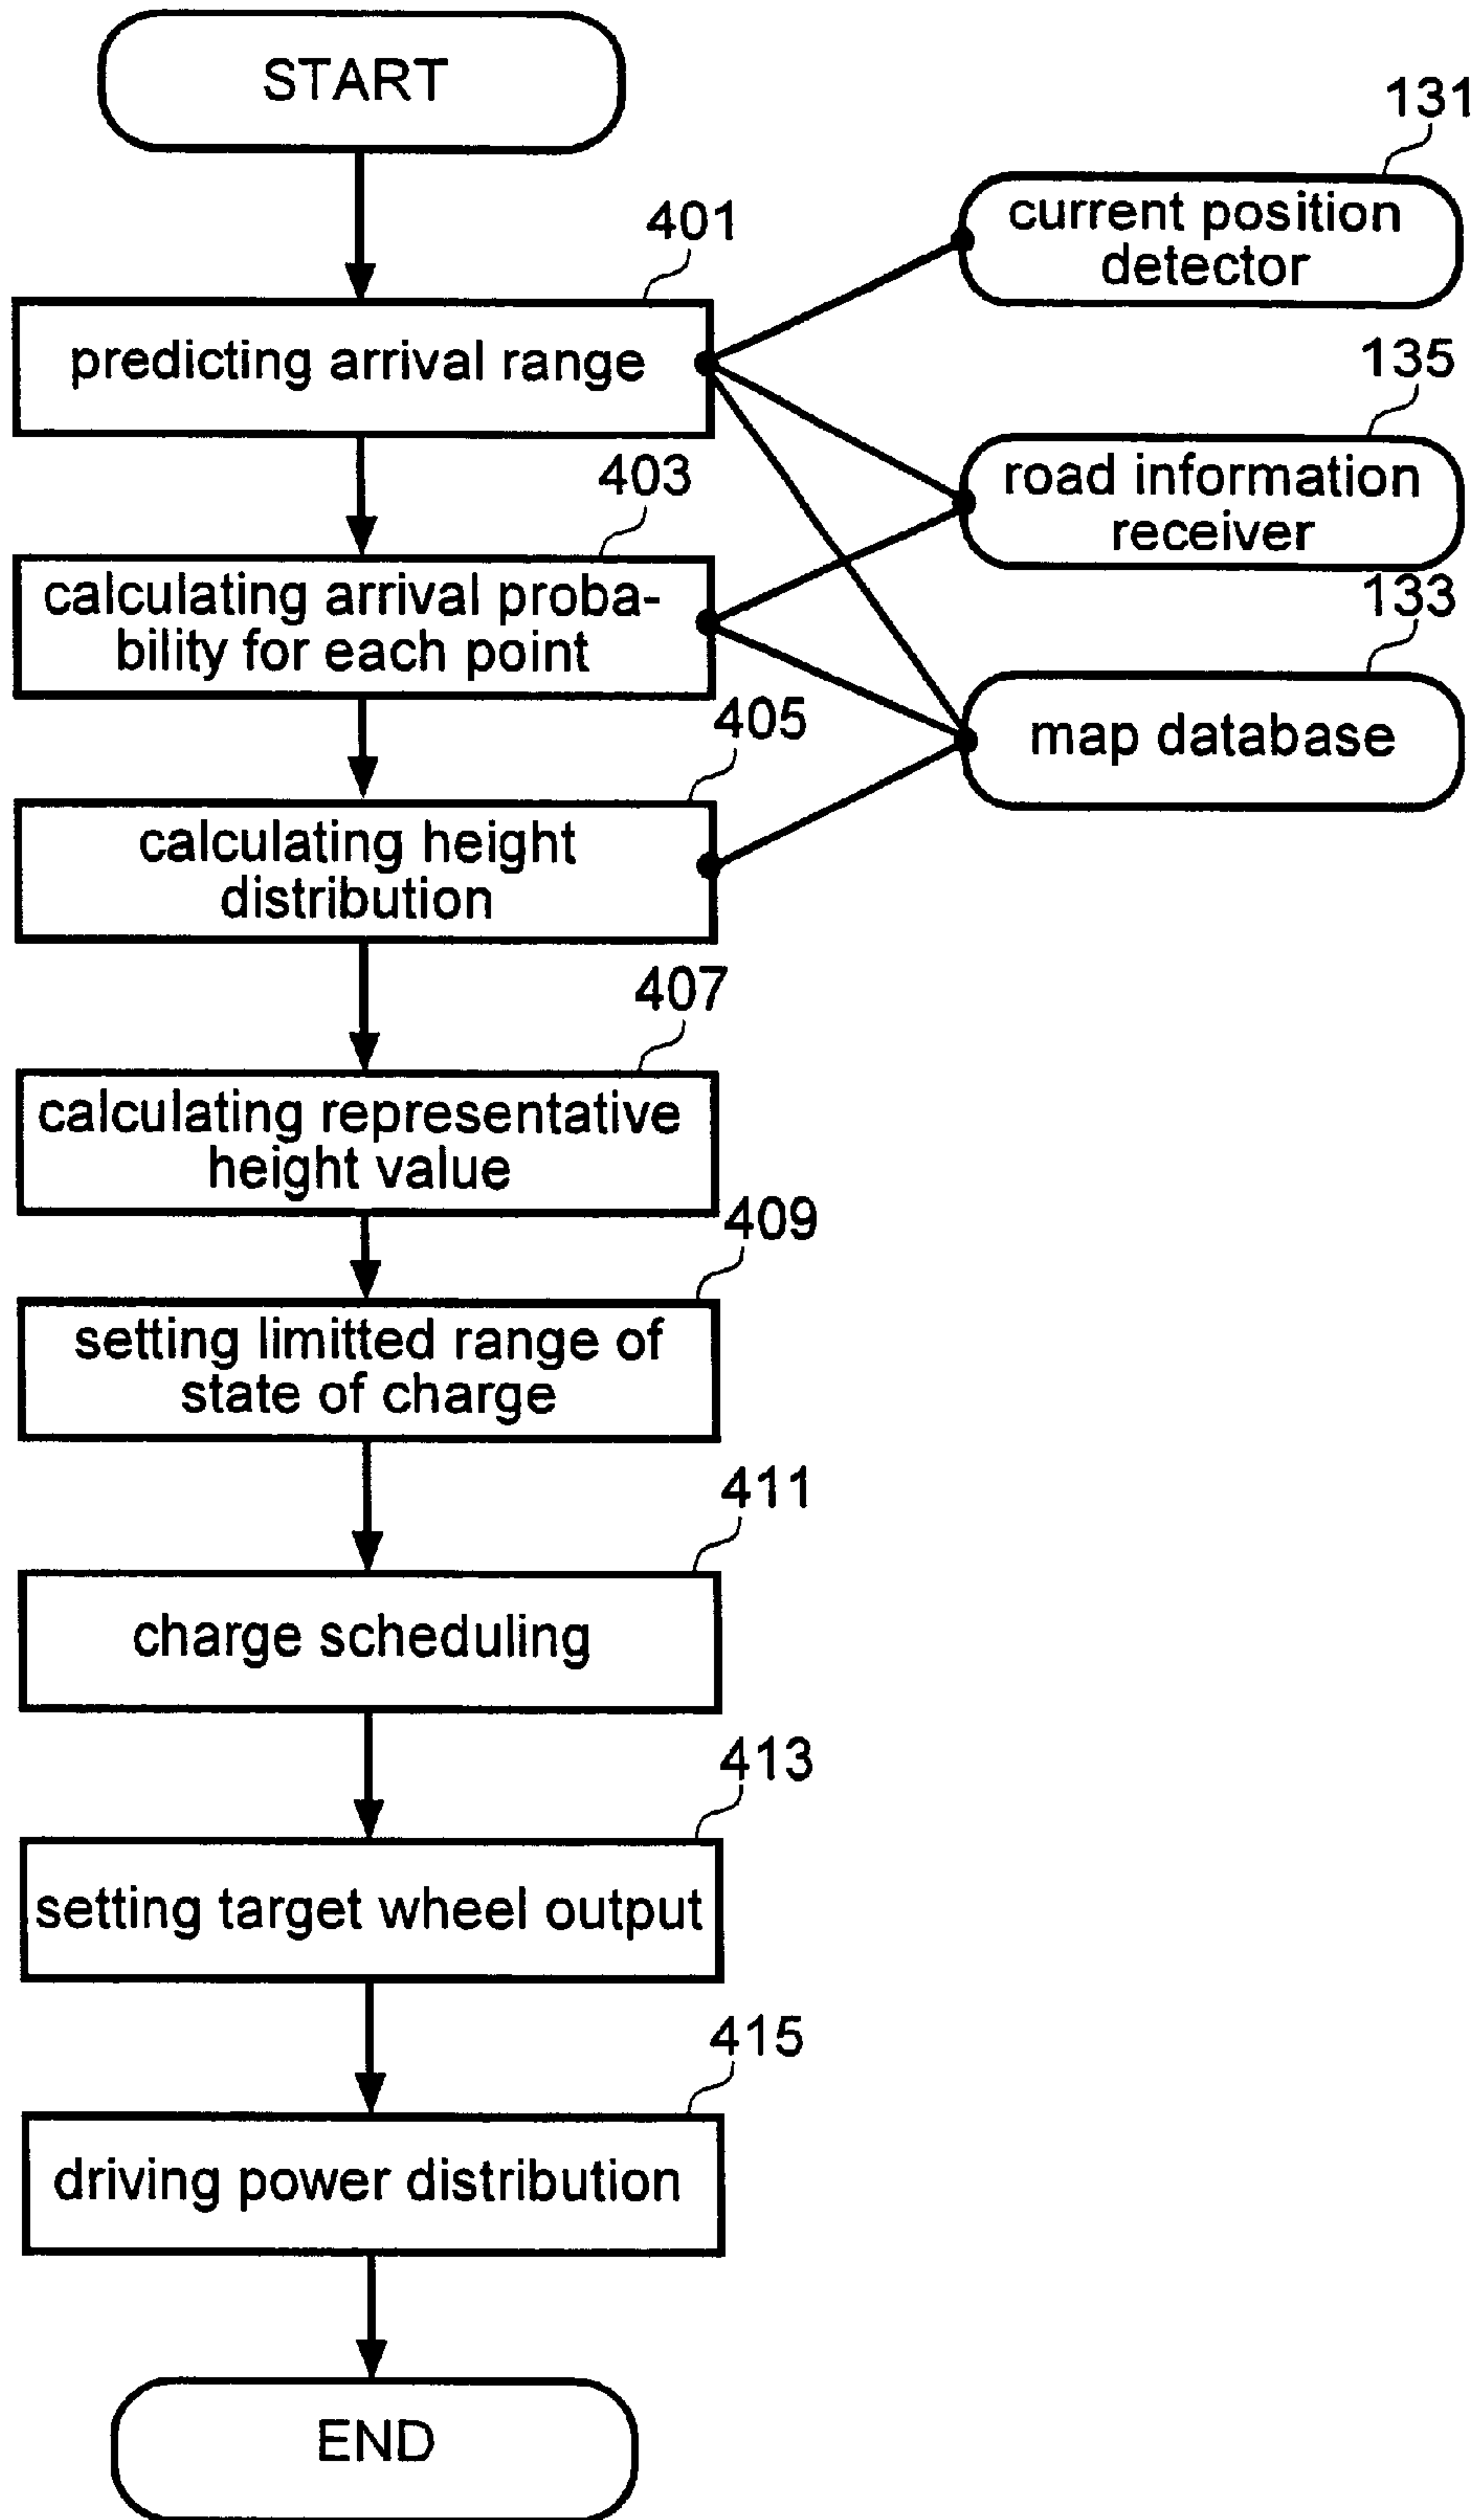 START
131
current position
detector
401
predicting arrival range
135
road information
receiver
403
calculating arrival proba-
bility for each point
133
map database
405
calculating height
distribution
407
calculating representative
height value
409
setting limitted range of
state of charge
411
charge scheduling
413
setting target wheel output
415
driving power distribution
END